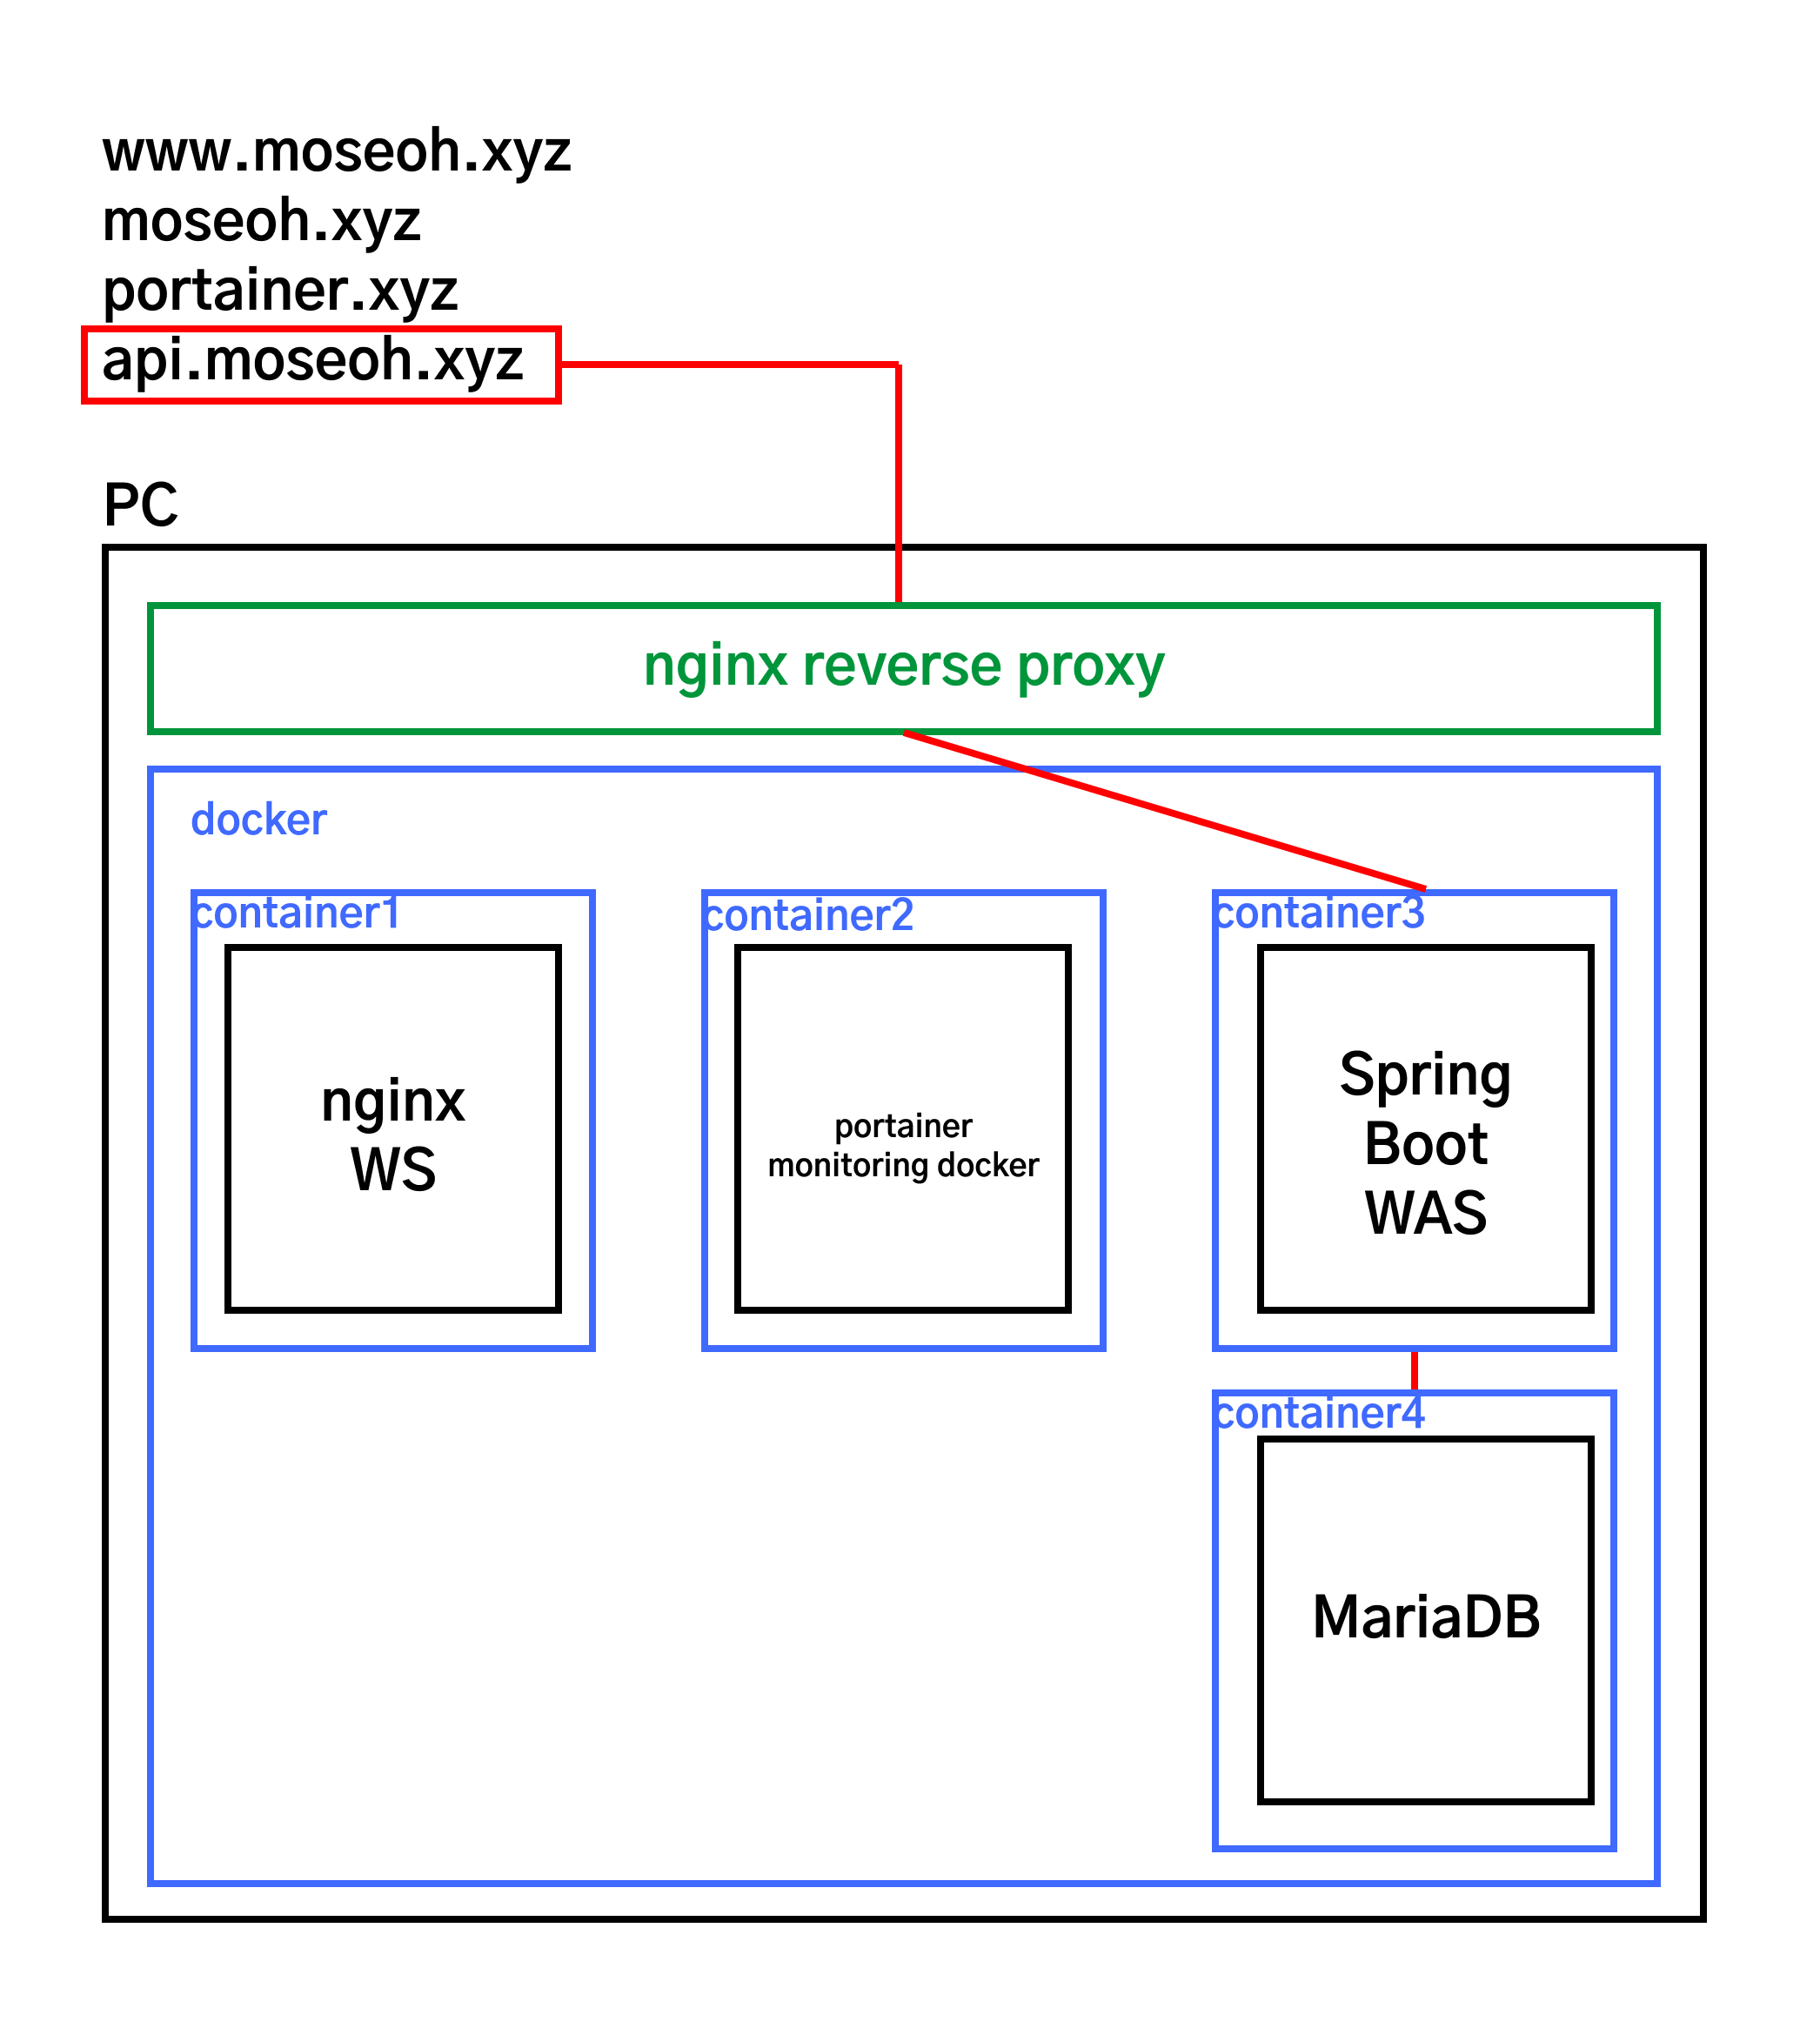 www.moseoh.xyz
moseoh.xyz
portainer.xyz
api.moseoh.xyz
PC
nginx reverse proxy
docker
container1
nginx
WS
container2
portainer
monitoring docker
container3
Spring
Boot
WAS
container4
MariaDB